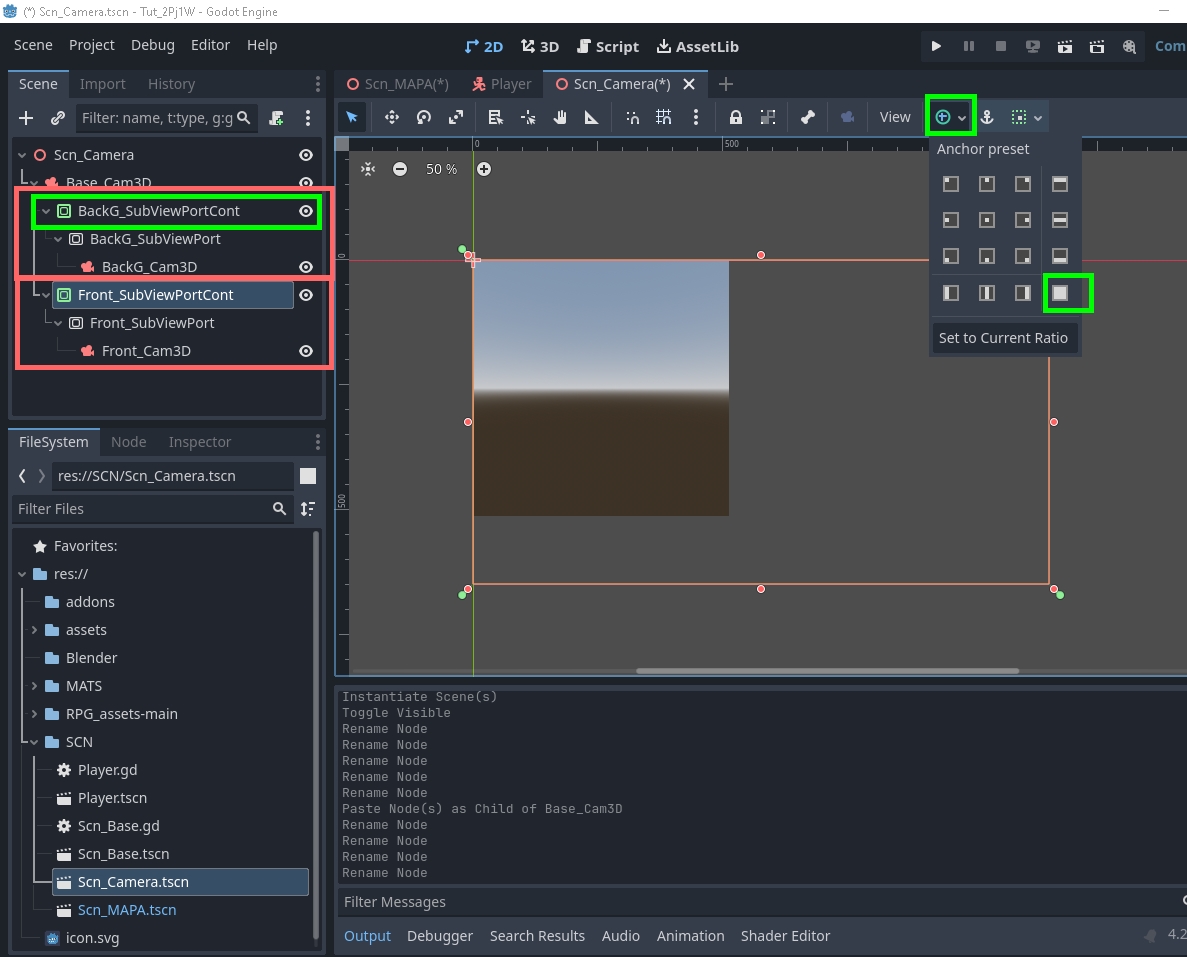 (*) Scn_Camera.tscn - Tut_2Pj1W - Godot Engine
Scene Project Debug Editor Help
2D 3D Script AssetLib
Com
Scene Import History
Scn_MAPA(*) Player Scn_Camera(*)
Filter: name, t:type, g:g
View
Scn_Camera
Base_Cam3D
BackG_SubViewPortCont
BackG_SubViewPort
BackG_Cam3D
Front_SubViewPortCont
Front_SubViewPort
Front_Cam3D
0 500
50 %
0
500
Anchor preset
Set to Current Ratio
FileSystem Node Inspector
res://SCN/Scn_Camera.tscn
Filter Files
Favorites:
res://
addons
assets
Blender
MATS
RPG_assets-main
SCN
Player.gd
Player.tscn
Scn_Base.gd
Scn_Base.tscn
Scn_Camera.tscn
Scn_MAPA.tscn
icon.svg
Instantiate Scene(s)
Toggle Visible
Rename Node
Rename Node
Rename Node
Rename Node
Rename Node
Paste Node(s) as Child of Base_Cam3D
Rename Node
Rename Node
Rename Node
Rename Node
Filter Messages
Output Debugger Search Results Audio Animation Shader Editor
4.2